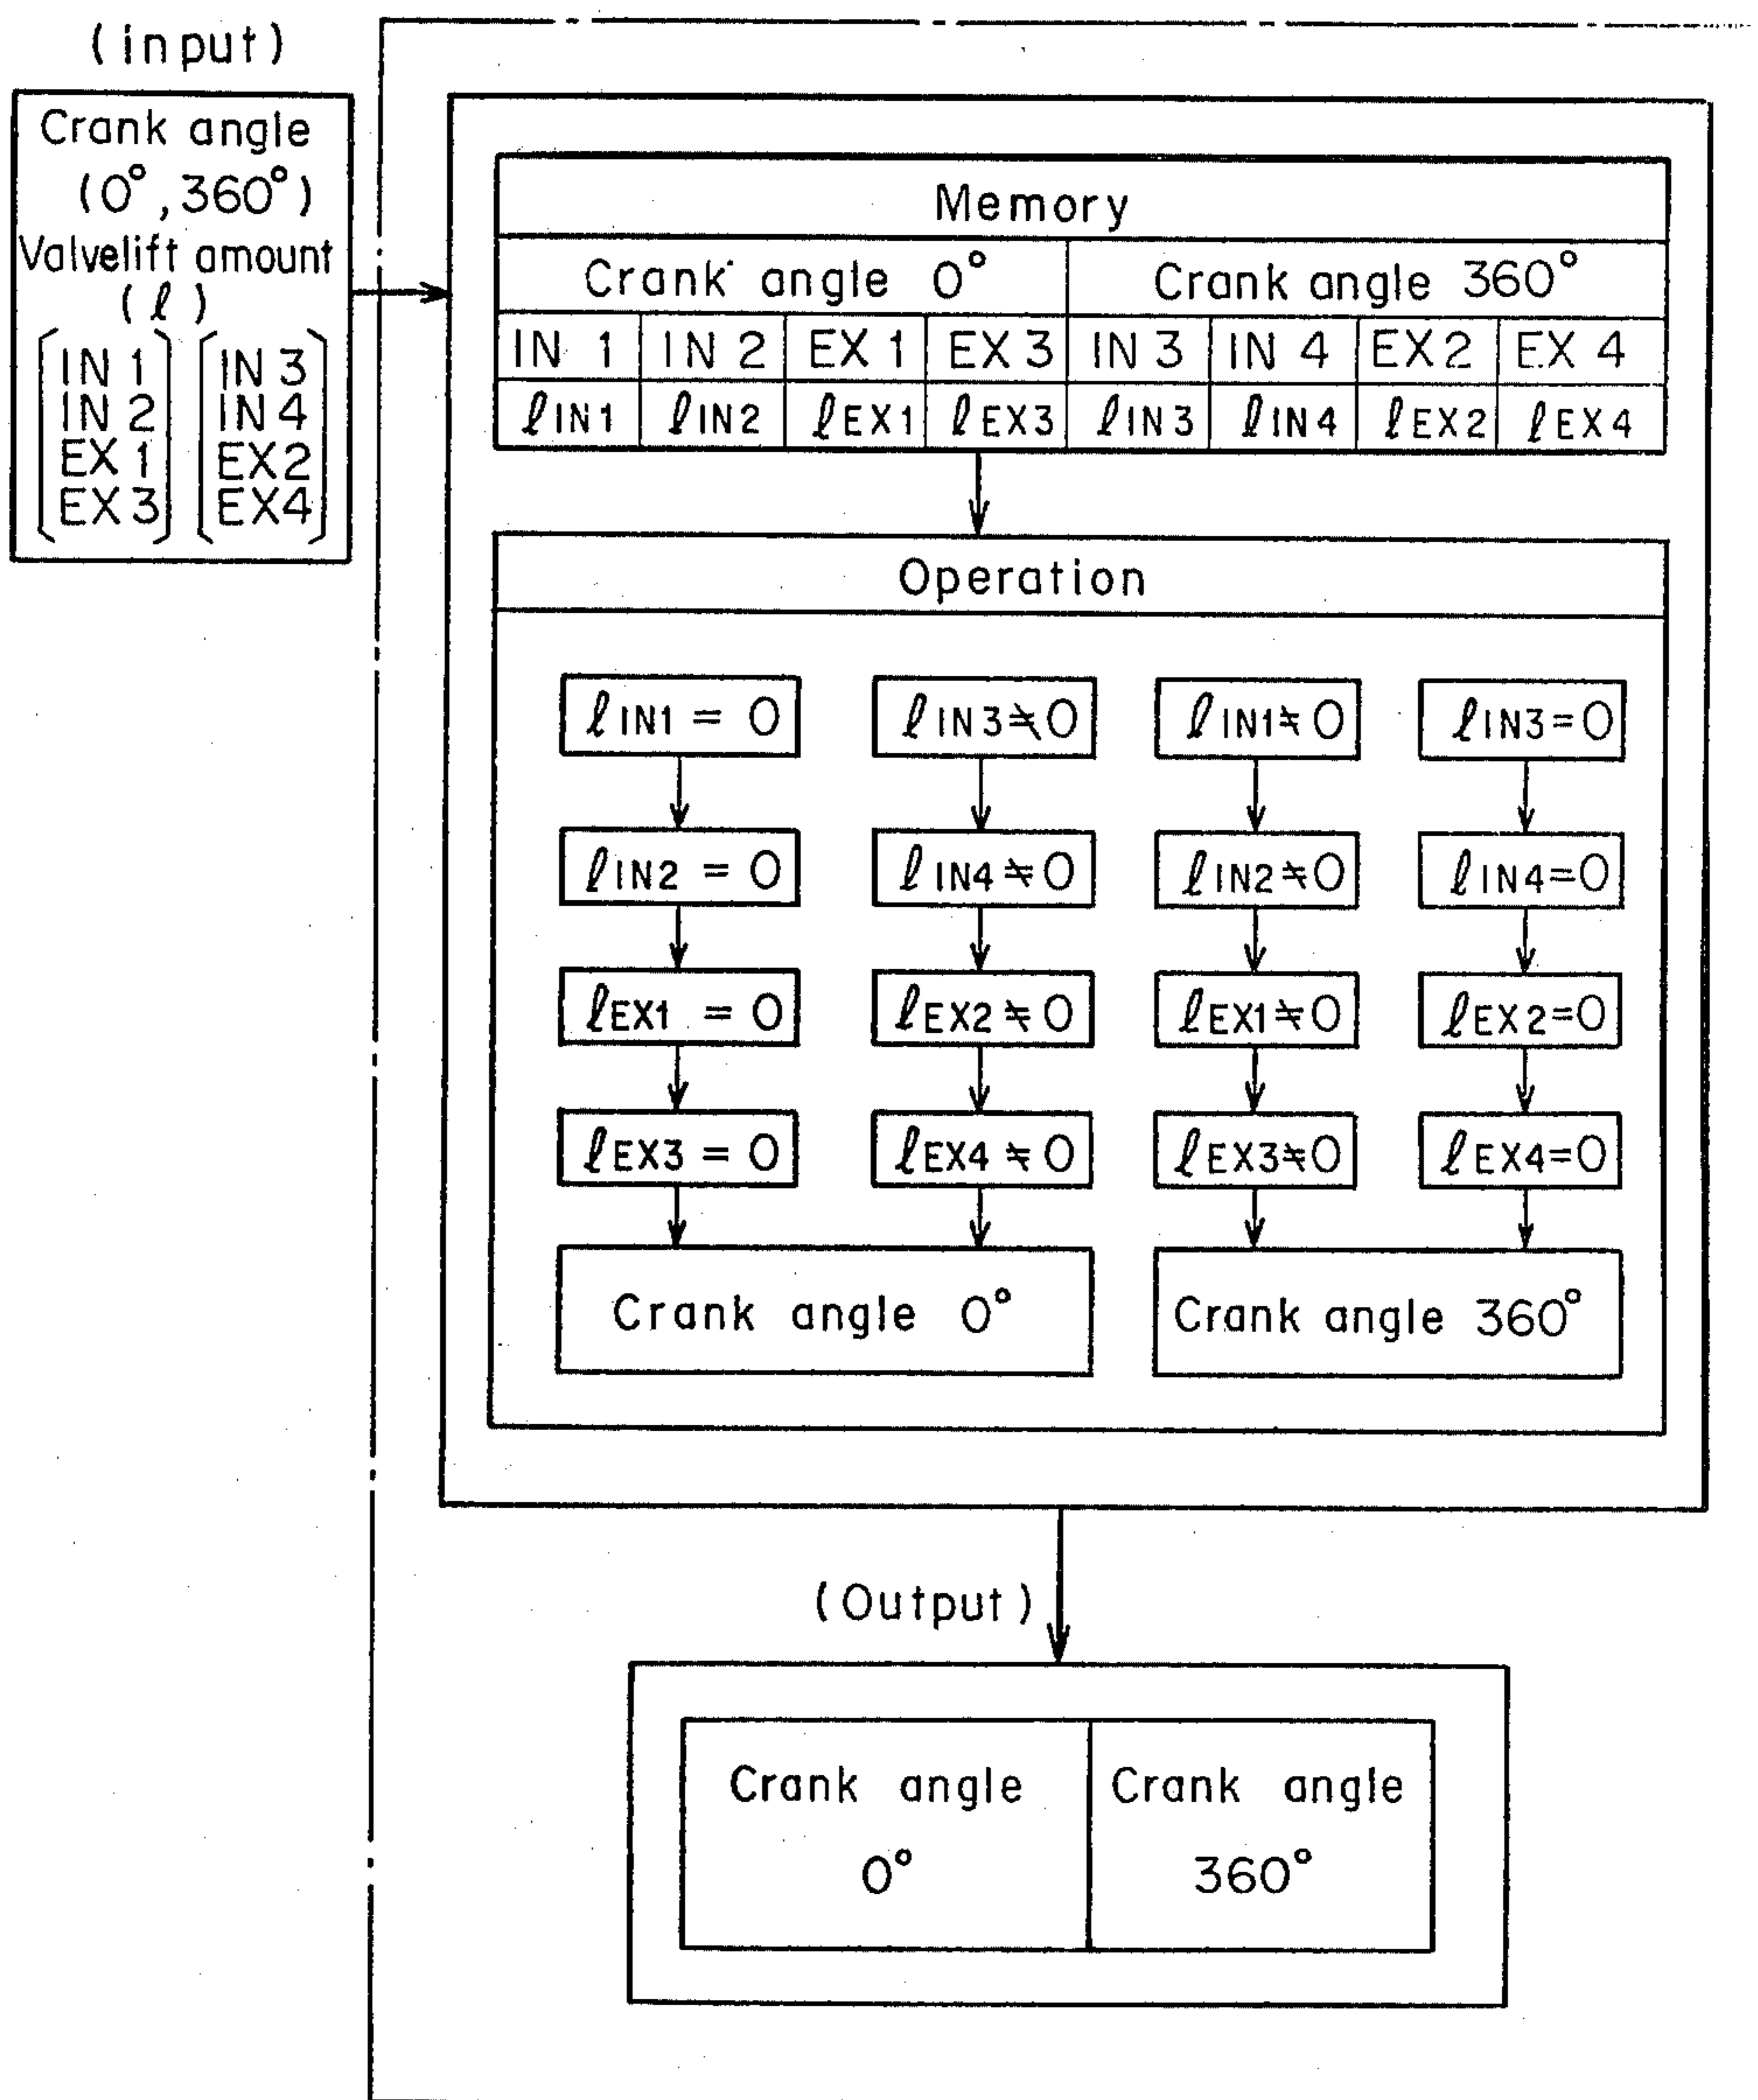 (input)
Crank angle
(0°, 360°)
Valvelift amount
(ℓ)
IN 1 IN 3
IN 2 IN 4
EX 1 EX2
EX 3 EX4
Memory
Crank angle 0° Crank angle 360°
IN 1 IN 2 EX 1 EX 3 IN 3 IN 4 EX2 EX 4
ℓIN1 ℓIN2 ℓEX1 ℓEX3 ℓIN3 ℓIN4 ℓEX2 ℓEX4
Operation
ℓIN1 = 0 ℓIN3≒0 ℓIN1≒0 ℓIN3=0
ℓIN2 = 0 ℓIN4≒0 ℓIN2≒0 ℓIN4=0
ℓEX1 = 0 ℓEX2≒0 ℓEX1≒0 ℓEX2=0
ℓEX3 = 0 ℓEX4≒0 ℓEX3≒0 ℓEX4=0
Crank angle 0° Crank angle 360°
(Output)
Crank angle Crank angle
0° 360°